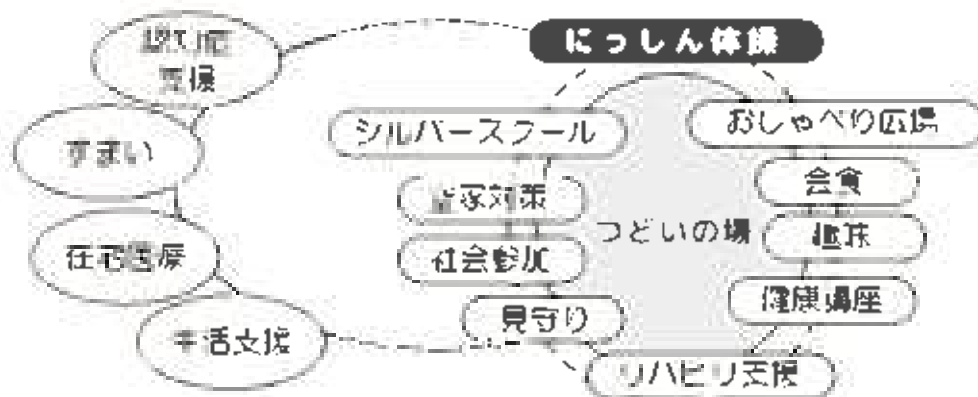 にっしん体操
認知症
支援
すまい
在宅医療
生活支援
シルバースクール
対策
社会参加
見守り
つどいの場
おしゃべり広場
会食
趣味
健康講座
リハビリ支援